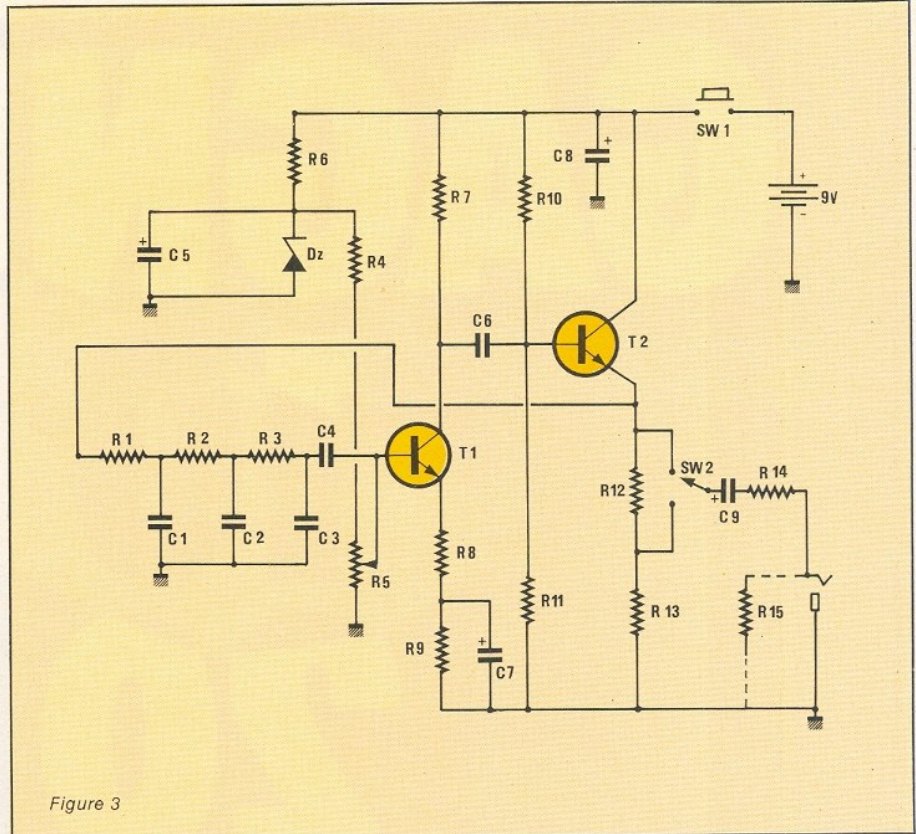 SW 1
R6
C8
+
R7
R10
+
9V
-
+
C5
Dz
R4
C6
T2
R1
R2
R3
C4
T1
SW2
R14
R12
+
C9
C1
C2
C3
R8
R5
R11
R13
R15
R9
+
C7
Figure 3